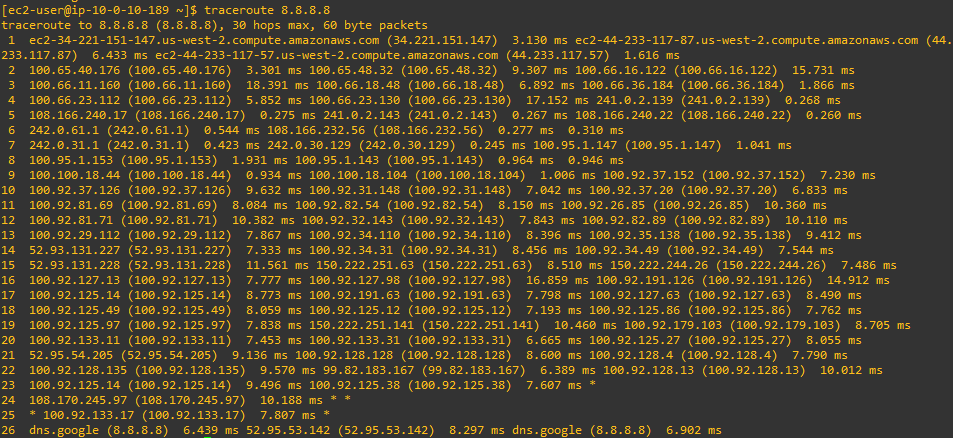 [ec2-user@ip-10-0-10-189 ~]$ traceroute 8.8.8.8
traceroute to 8.8.8.8 (8.8.8.8), 30 hops max, 60 byte packets
1 ec2-34-221-151-147.us-west-2.compute.amazonaws.com (34.221.151.147) 3.130 ms ec2-44-233-117-87.us-west-2.compute.amazonaws.com (44.
233.117.87) 6.433 ms ec2-44-233-117-57.us-west-2.compute.amazonaws.com (44.233.117.57) 1.616 ms
2 100.65.40.176 (100.65.40.176) 3.301 ms 100.65.48.32 (100.65.48.32) 9.307 ms 100.66.16.122 (100.66.16.122) 15.731 ms
3 100.66.11.160 (100.66.11.160) 18.391 ms 100.66.18.48 (100.66.18.48) 6.892 ms 100.66.36.184 (100.66.36.184) 1.866 ms
4 100.66.23.112 (100.66.23.112) 5.852 ms 100.66.23.130 (100.66.23.130) 17.152 ms 241.0.2.139 (241.0.2.139) 0.268 ms
5 108.166.240.17 (108.166.240.17) 0.275 ms 241.0.2.143 (241.0.2.143) 0.267 ms 108.166.240.22 (108.166.240.22) 0.260 ms
6 242.0.61.1 (242.0.61.1) 0.544 ms 108.166.232.56 (108.166.232.56) 0.277 ms 0.310 ms
7 242.0.31.1 (242.0.31.1) 0.423 ms 242.0.30.129 (242.0.30.129) 0.245 ms 100.95.1.147 (100.95.1.147) 1.041 ms
8 100.95.1.153 (100.95.1.153) 1.931 ms 100.95.1.143 (100.95.1.143) 0.964 ms 0.946 ms
9 100.100.18.44 (100.100.18.44) 0.934 ms 100.100.18.104 (100.100.18.104) 1.006 ms 100.92.37.152 (100.92.37.152) 7.230 ms
10 100.92.37.126 (100.92.37.126) 9.632 ms 100.92.31.148 (100.92.31.148) 7.042 ms 100.92.37.20 (100.92.37.20) 6.833 ms
11 100.92.81.69 (100.92.81.69) 8.084 ms 100.92.82.54 (100.92.82.54) 8.150 ms 100.92.26.85 (100.92.26.85) 10.360 ms
12 100.92.81.71 (100.92.81.71) 10.382 ms 100.92.32.143 (100.92.32.143) 7.843 ms 100.92.82.89 (100.92.82.89) 10.110 ms
13 100.92.29.112 (100.92.29.112) 7.867 ms 100.92.34.110 (100.92.34.110) 8.396 ms 100.92.35.138 (100.92.35.138) 9.412 ms
14 52.93.131.227 (52.93.131.227) 7.333 ms 100.92.34.31 (100.92.34.31) 8.456 ms 100.92.34.49 (100.92.34.49) 7.544 ms
15 52.93.131.228 (52.93.131.228) 11.561 ms 150.222.251.63 (150.222.251.63) 8.510 ms 150.222.244.26 (150.222.244.26) 7.486 ms
16 100.92.127.13 (100.92.127.13) 7.777 ms 100.92.127.98 (100.92.127.98) 16.859 ms 100.92.191.126 (100.92.191.126) 14.912 ms
17 100.92.125.14 (100.92.125.14) 8.773 ms 100.92.191.63 (100.92.191.63) 7.798 ms 100.92.127.63 (100.92.127.63) 8.490 ms
18 100.92.125.49 (100.92.125.49) 8.059 ms 100.92.125.12 (100.92.125.12) 7.193 ms 100.92.125.86 (100.92.125.86) 7.762 ms
19 100.92.125.97 (100.92.125.97) 7.838 ms 150.222.251.141 (150.222.251.141) 10.460 ms 100.92.179.103 (100.92.179.103) 8.705 ms
20 100.92.133.11 (100.92.133.11) 7.453 ms 100.92.133.31 (100.92.133.31) 6.665 ms 100.92.125.27 (100.92.125.27) 8.055 ms
21 52.95.54.205 (52.95.54.205) 9.136 ms 100.92.128.128 (100.92.128.128) 8.600 ms 100.92.128.4 (100.92.128.4) 7.790 ms
22 100.92.128.135 (100.92.128.135) 9.570 ms 99.82.183.167 (99.82.183.167) 6.389 ms 100.92.128.13 (100.92.128.13) 10.012 ms
23 100.92.125.14 (100.92.125.14) 9.496 ms 100.92.125.38 (100.92.125.38) 7.607 ms *
24 108.170.245.97 (108.170.245.97) 10.188 ms * *
25 * 100.92.133.17 (100.92.133.17) 7.807 ms *
26 dns.google (8.8.8.8) 6.439 ms 52.95.53.142 (52.95.53.142) 8.297 ms dns.google (8.8.8.8) 6.902 ms